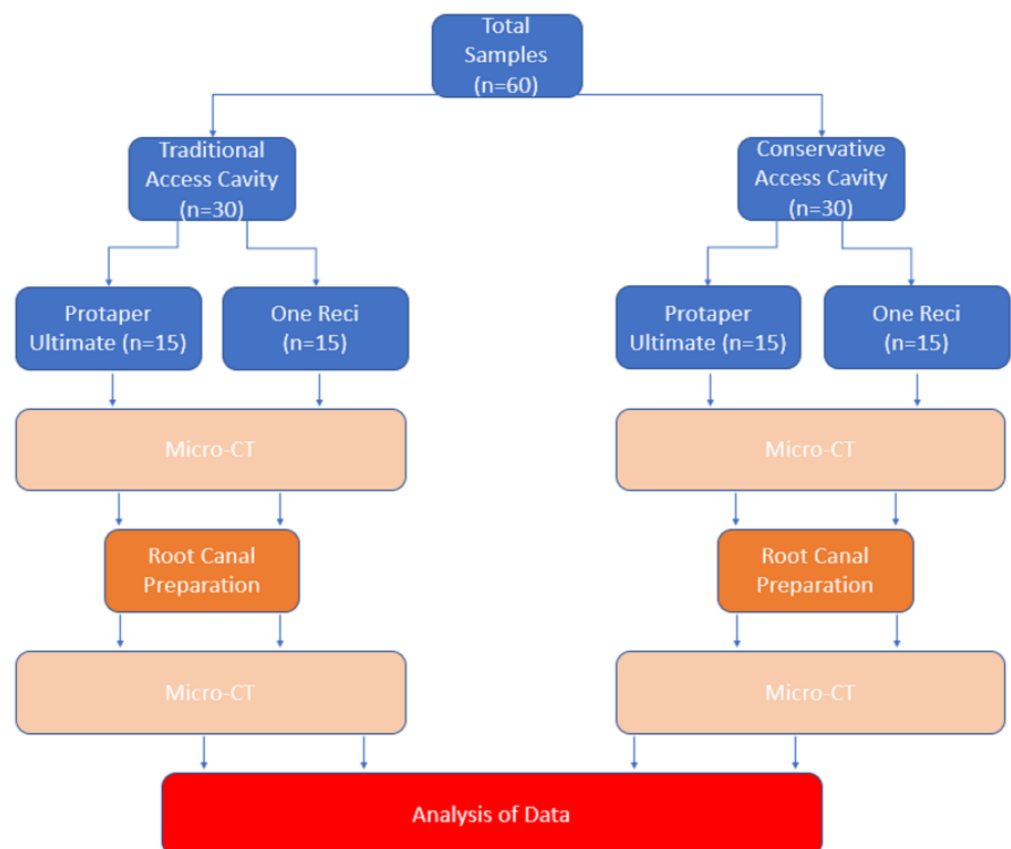 Total
Samples
(n=60)
Traditional
Access Cavity
(n=30)
Conservative
Access Cavity
(n=30)
Protaper
Ultimate (n=15)
One Reci
(n=15)
Protaper
Ultimate (n=15)
One Reci
(n=15)
Micro-CT
Micro-CT
Root Canal
Preparation
Root Canal
Preparation
Micro-CT
Micro-CT
Analysis of Data